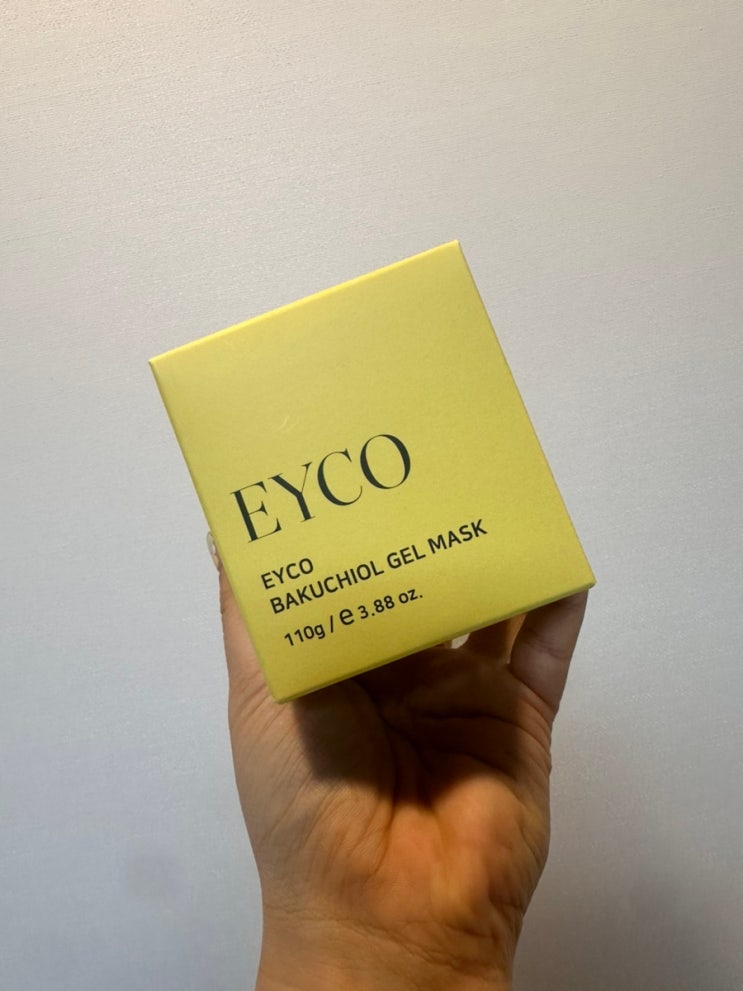 EYCO
EYCO
BAKUCHIOL GEL MASK
110g / e 3.88 oz.